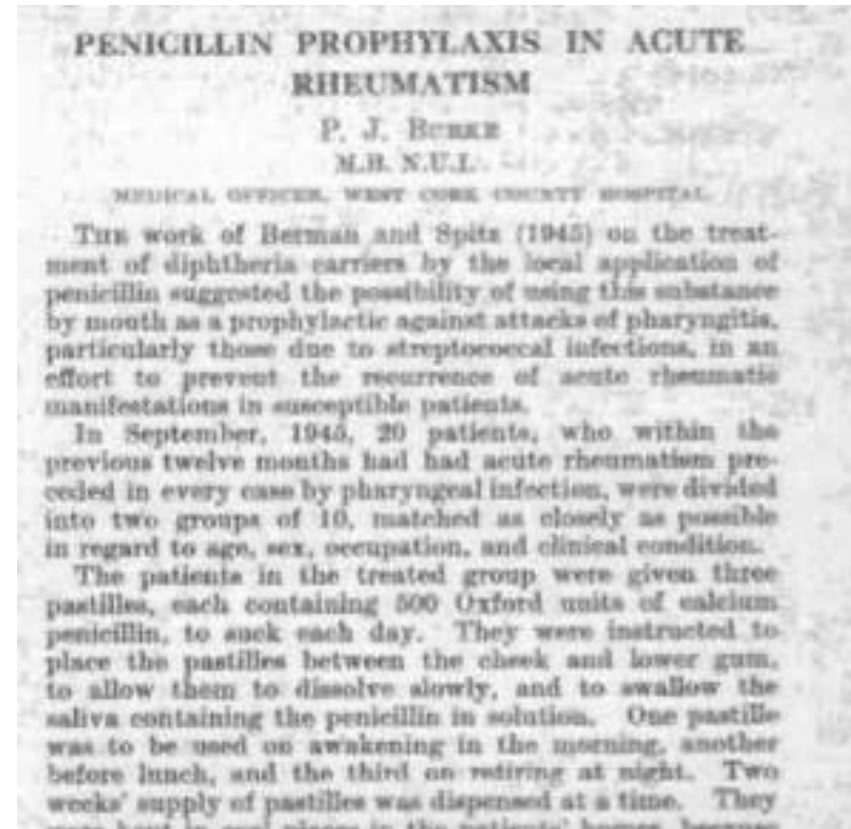 PENICILLIN PROPHYLAXIS IN ACUTE
RHEUMATISM
P. J. BURKE
M.B. N.U.I.
MEDICAL OFFICER, WEST CORK COUNTY HOSPITAL
THE work of Berman and Spitz (1945) on the treat-
ment of diphtheria carriers by the local application of
penicillin suggested the possibility of using this substance
by mouth as a prophylactic against attacks of pharyngitis,
particularly those due to streptococcal infections, in an
effort to prevent the recurrence of acute rheumatic
manifestations in susceptible patients.
In September, 1945, 20 patients, who within the
previous twelve months had had acute rheumatism pre-
ceded in every case by pharyngeal infection, were divided
into two groups of 10, matched as closely as possible
in regard to age, sex, occupation, and clinical condition.
The patients in the treated group were given three
pastilles, each containing 500 Oxford units of calcium
penicillin, to suck each day. They were instructed to
place the pastilles between the cheek and lower gum,
to allow them to dissolve slowly, and to swallow the
saliva containing the penicillin in solution. One pastille
was to be used on awakening in the morning, another
before lunch, and the third on retiring at night. Two
weeks' supply of pastilles was dispensed at a time. They
were kept in cool places in the patients' homes, because